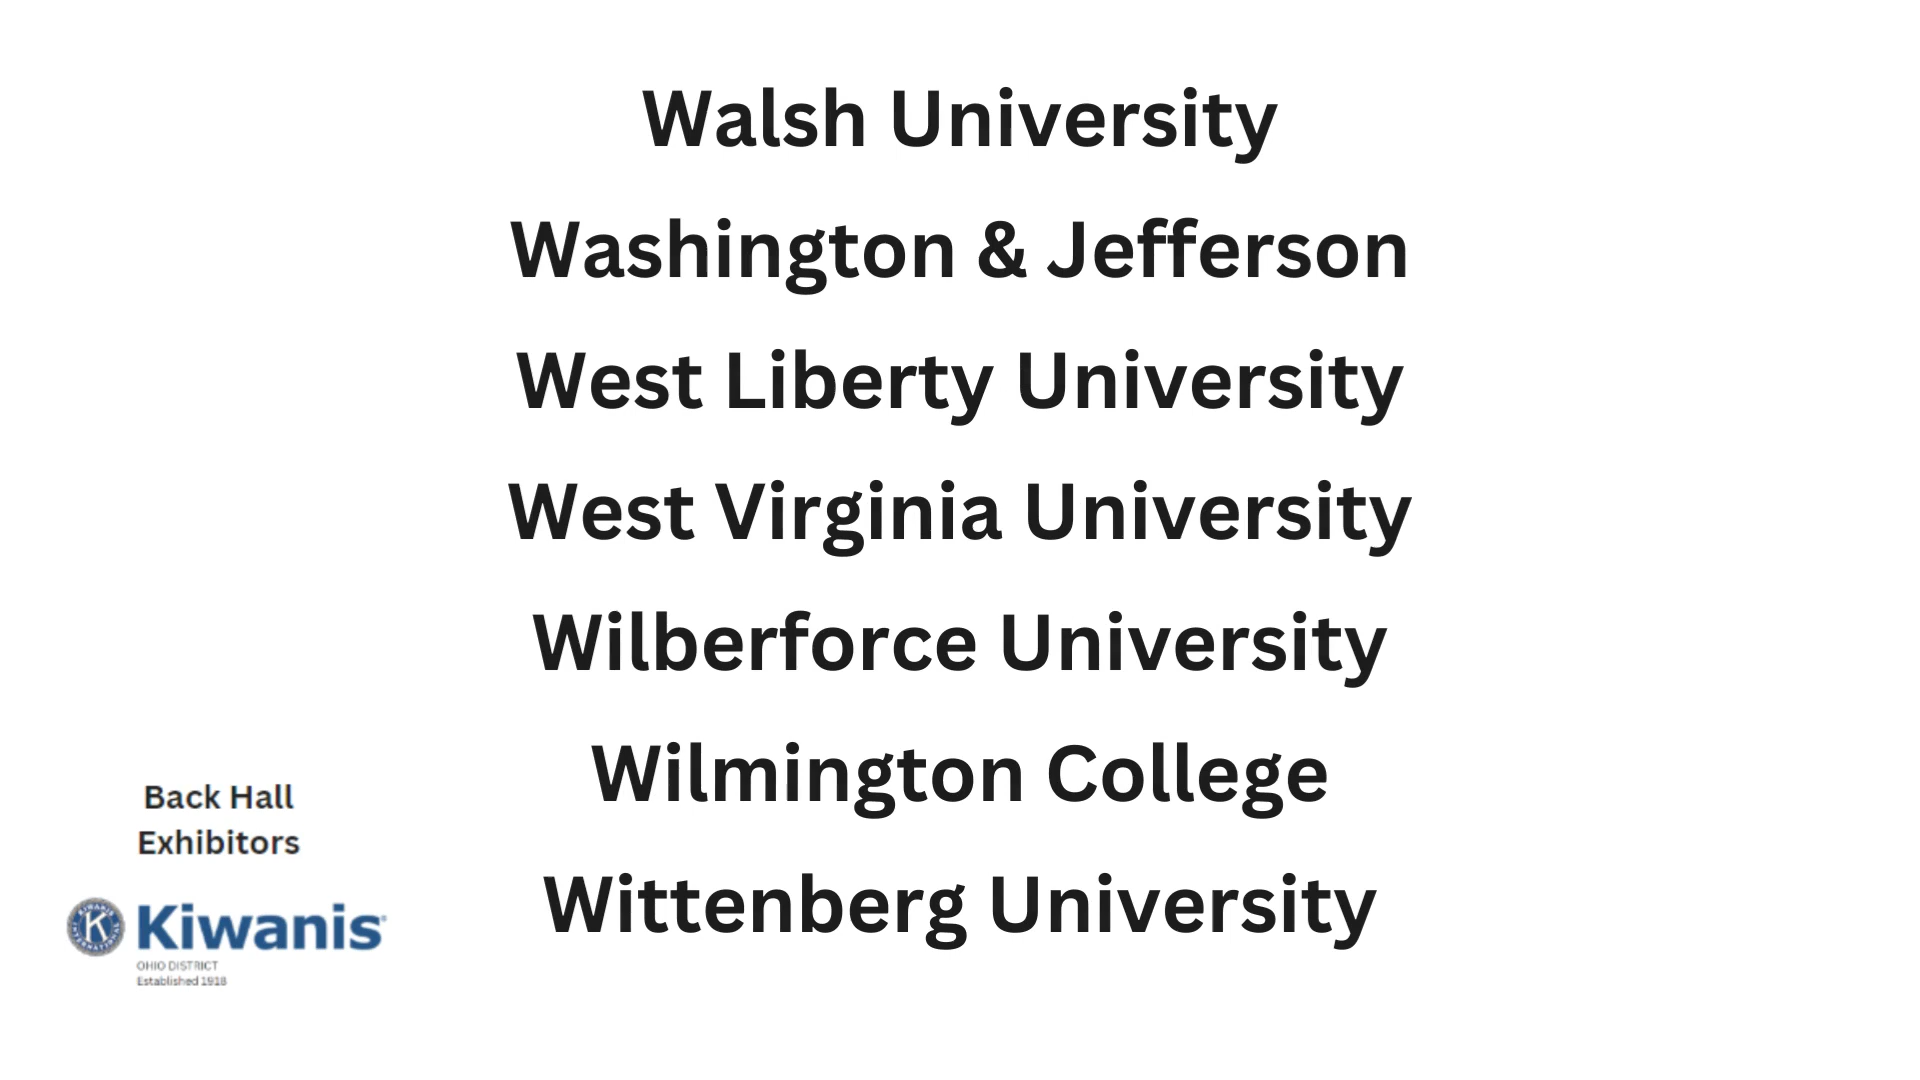 Walsh University
Washington & Jefferson
West Liberty University
West Virginia University
Wilberforce University
Wilmington College
Wittenberg University
Back Hall
Exhibitors
K
Kiwanis
OHIO DISTRICT
Established 1918